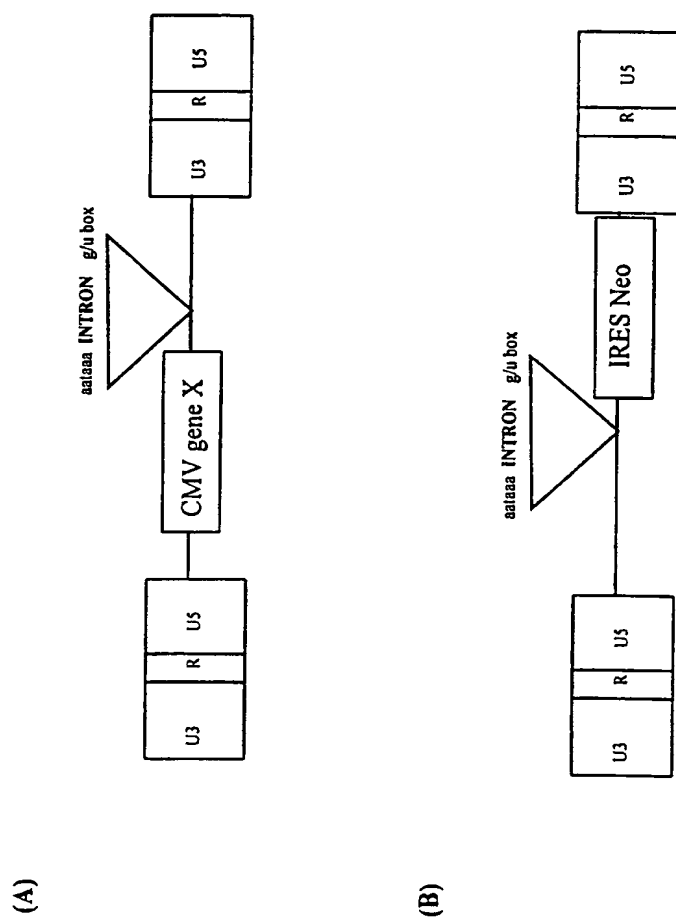 (A)
aataaa INTRON g/u box
U3 R U5 CMV gene X U3 R U5
(B)
aataaa INTRON g/u box
U3 R U5 IRES Neo U3 R U5